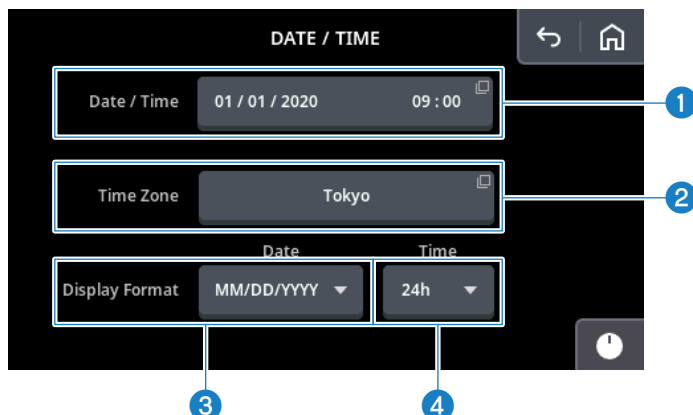 DATE / TIME
Date / Time 01 / 01 / 2020 09 : 00
1
Time Zone Tokyo
2
Date Time
Display Format MM/DD/YYYY 24h
3 4